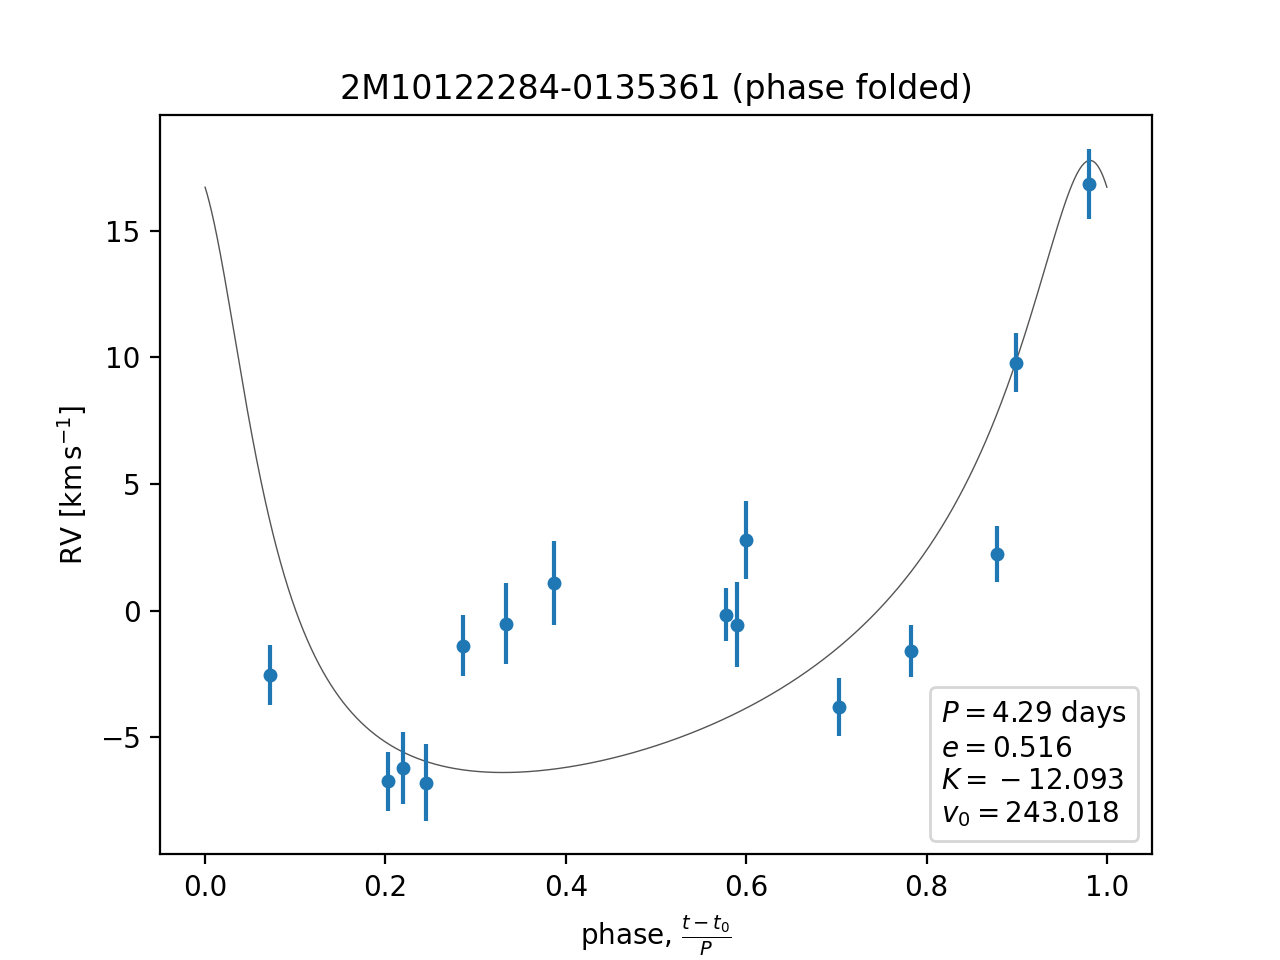 2M10122284-0135361 (phase folded)
RV [km s⁻¹]
15
10
5
0
−5
P = 4.29 days
e = 0.516
K = − 12.093
v₀ = 243.018
0.0 0.2 0.4 0.6 0.8 1.0
phase, (t − t₀)/P